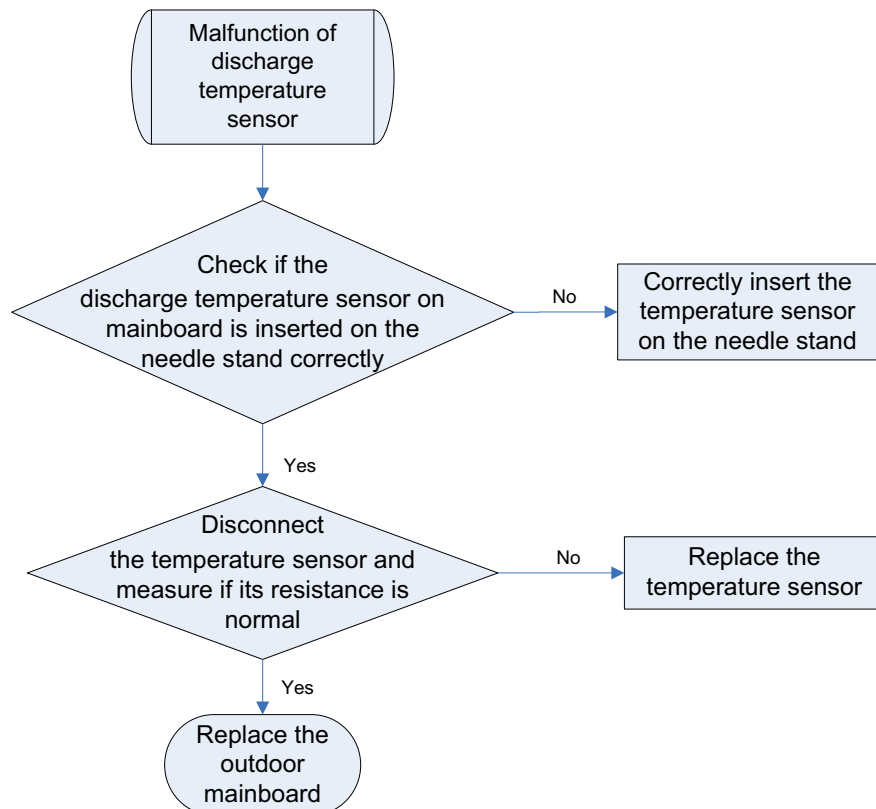 Malfunction of
discharge
temperature
sensor
Check if the
discharge temperature sensor on
mainboard is inserted on the
needle stand correctly
No
Correctly insert the
temperature sensor
on the needle stand
Yes
Disconnect
the temperature sensor and
measure if its resistance is
normal
No
Replace the
temperature sensor
Yes
Replace the
outdoor
mainboard